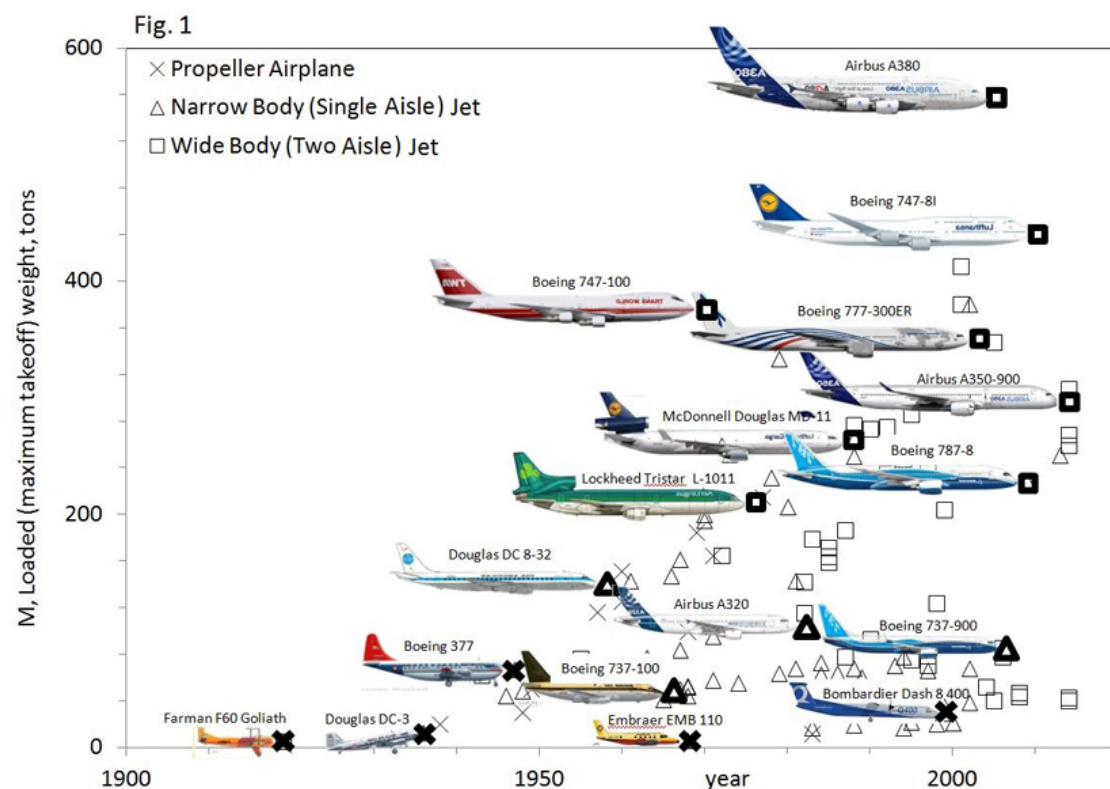 Fig. 1
600
× Propeller Airplane
△ Narrow Body (Single Aisle) Jet
□ Wide Body (Two Aisle) Jet
Airbus A380
Boeing 747-8I
400
Boeing 747-100
Boeing 777-300ER
Airbus A350-900
McDonnell Douglas MD-11
Boeing 787-8
Lockheed Tristar L-1011
200
Douglas DC 8-32
Airbus A320
Boeing 737-900
Boeing 377
Boeing 737-100
Bombardier Dash 8 400
Farman F60 Goliath
Douglas DC-3
Embraer EMB 110
0
1900
1950
year
2000
M, Loaded (maximum takeoff) weight, tons